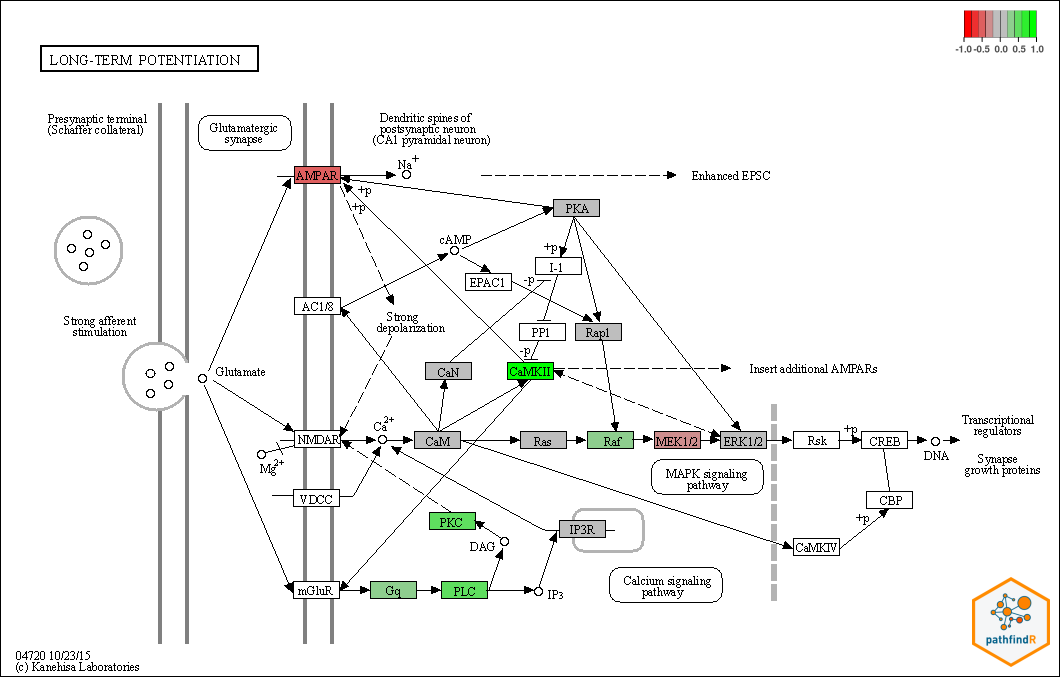 -1.0 -0.5 0.0 0.5 1.0
LONG-TERM POTENTIATION
Presynaptic terminal
(Schaffer collateral)
Glutamatergic
synapse
Dendritic spines of
postsynaptic neuron
(CA1 pyramidal neuron)
AMPAR
Na+
Enhanced EPSC
+p
+p
PKA
cAMP
+p
I-1
EPAC1
-p
AC1/8
Strong
depolarization
Strong afferent
stimulation
PP1
Rap1
-p
Glutamate
CaN
CaMKII
Insert additional AMPARs
Ca2+
NMDAR
CaM
Ras
Raf
MEK1/2
ERK1/2
Rsk
+p
CREB
DNA
Transcriptional
regulators
Synapse
growth proteins
Mg2+
MAPK signaling
pathway
VDCC
CBP
+p
PKC
IP3R
DAG
CaMKIV
mGluR
Gq
PLC
IP3
Calcium signaling
pathway
pathfindR
04720 10/23/15
(c) Kanehisa Laboratories